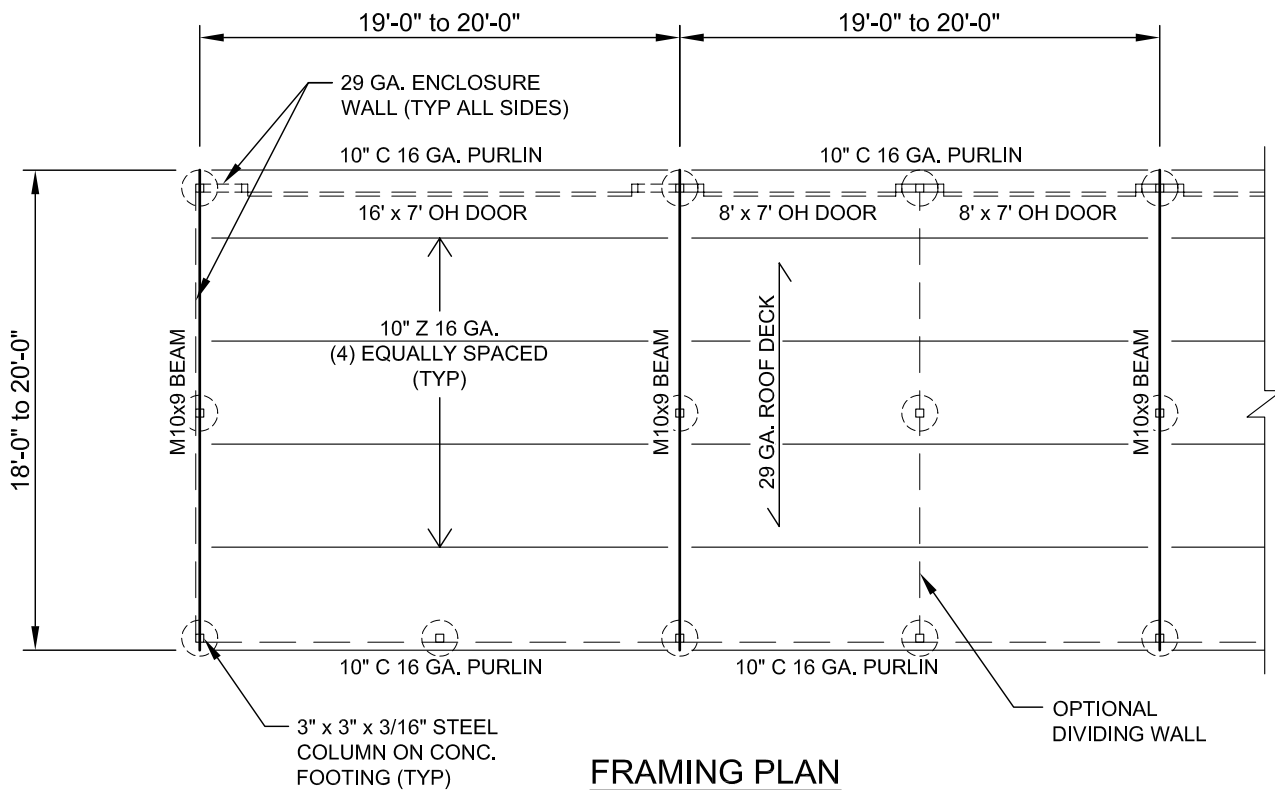 19'-0" to 20'-0"
19'-0" to 20'-0"
29 GA. ENCLOSURE
WALL (TYP ALL SIDES)
10" C 16 GA. PURLIN
10" C 16 GA. PURLIN
16' x 7' OH DOOR
8' x 7' OH DOOR
8' x 7' OH DOOR
18'-0" to 20'-0"
M10x9 BEAM
10" Z 16 GA.
(4) EQUALLY SPACED
(TYP)
M10x9 BEAM
29 GA. ROOF DECK
M10x9 BEAM
10" C 16 GA. PURLIN
10" C 16 GA. PURLIN
3" x 3" x 3/16" STEEL
COLUMN ON CONC.
FOOTING (TYP)
OPTIONAL
DIVIDING WALL
FRAMING PLAN